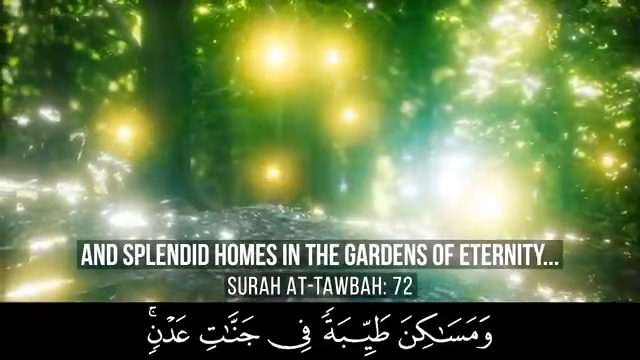 AND SPLENDID HOMES IN THE GARDENS OF ETERNITY...
SURAH AT-TAWBAH: 72
وَمَسَـٰكِنَ طَيِّبَةً فِى جَنَّـٰتِ عَدْنٍۚ